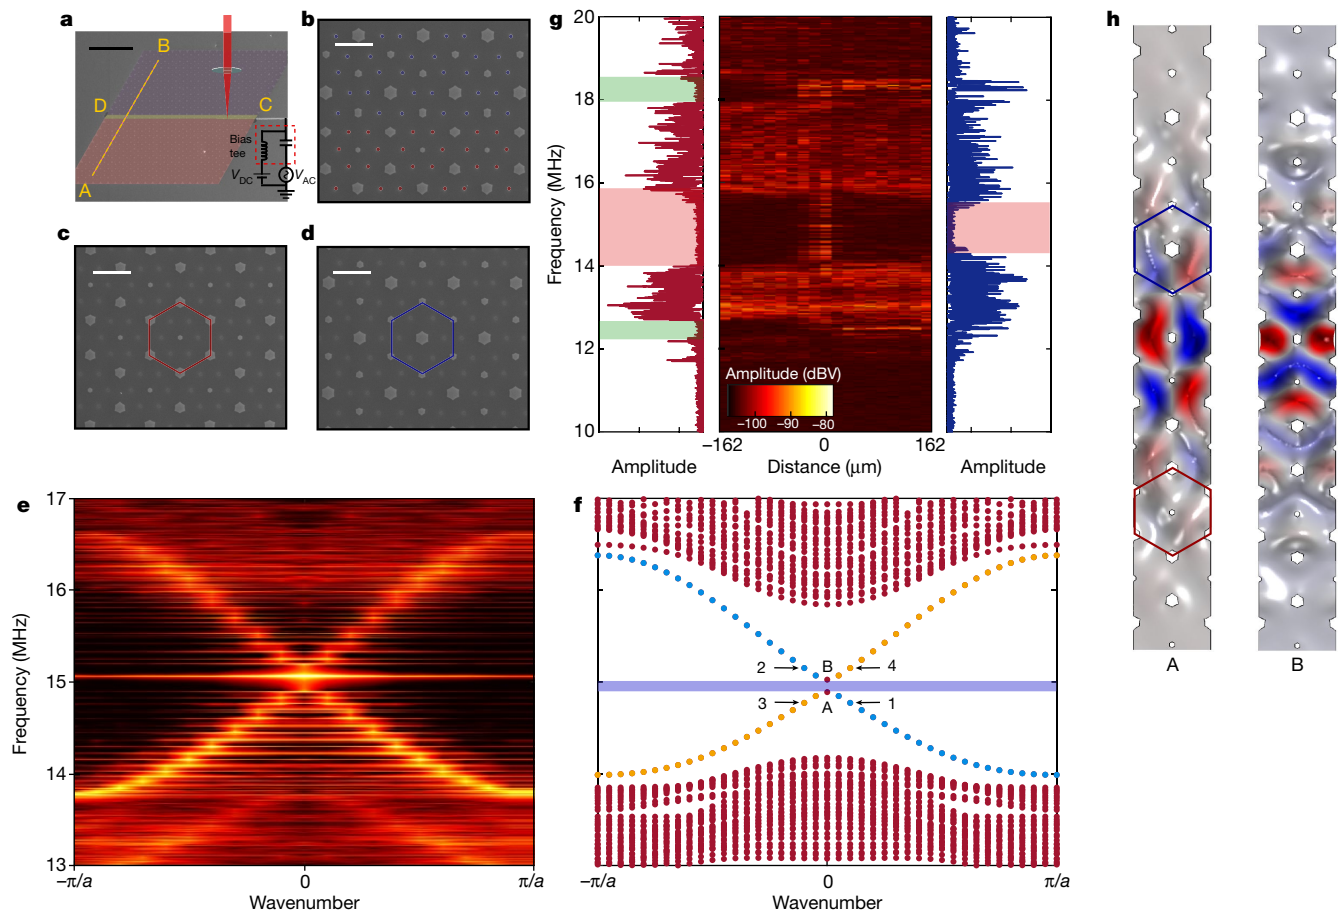 a
B
D
C
Bias
tee
V_DC
V_AC
A
b
c
d
g
20
18
16
14
12
10
Frequency (MHz)
Amplitude (dBV)
−100 −90 −80
−162 0 162
Amplitude
Distance (μm)
Amplitude
h
A
B
e
17
16
15
14
13
Frequency (MHz)
−π/a 0 π/a
Wavenumber
f
2 B 4
3 A 1
−π/a 0 π/a
Wavenumber